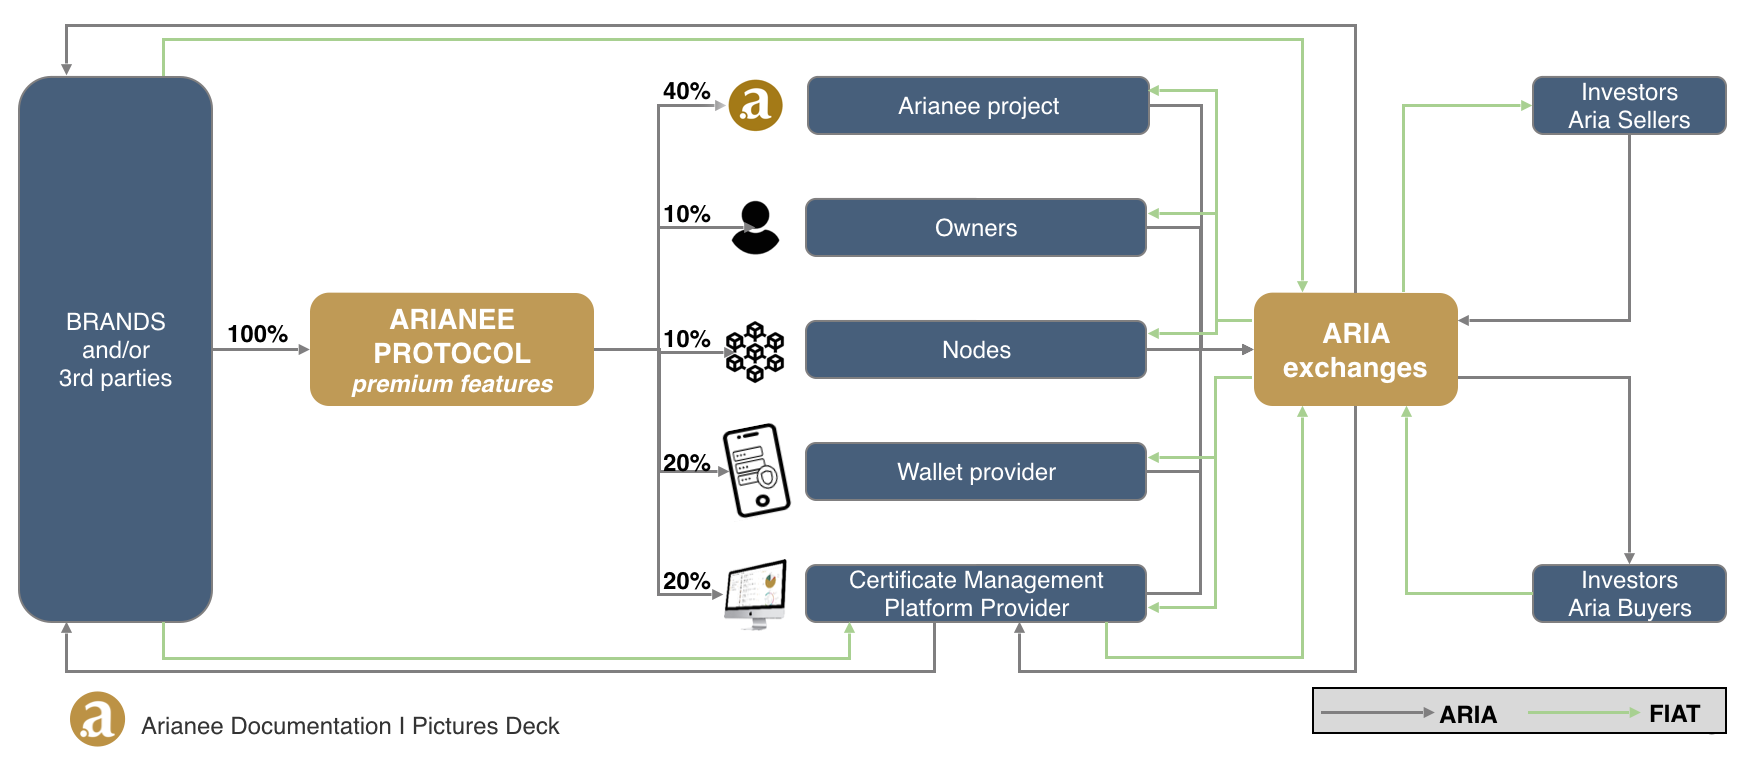 40%
Arianee project
Investors
Aria Sellers
10%
Owners
BRANDS
and/or
3rd parties
100%
ARIANEE
PROTOCOL
premium features
10%
Nodes
ARIA
exchanges
20%
Wallet provider
20%
Certificate Management
Platform Provider
Investors
Aria Buyers
a
Arianee Documentation I Pictures Deck
ARIA
FIAT